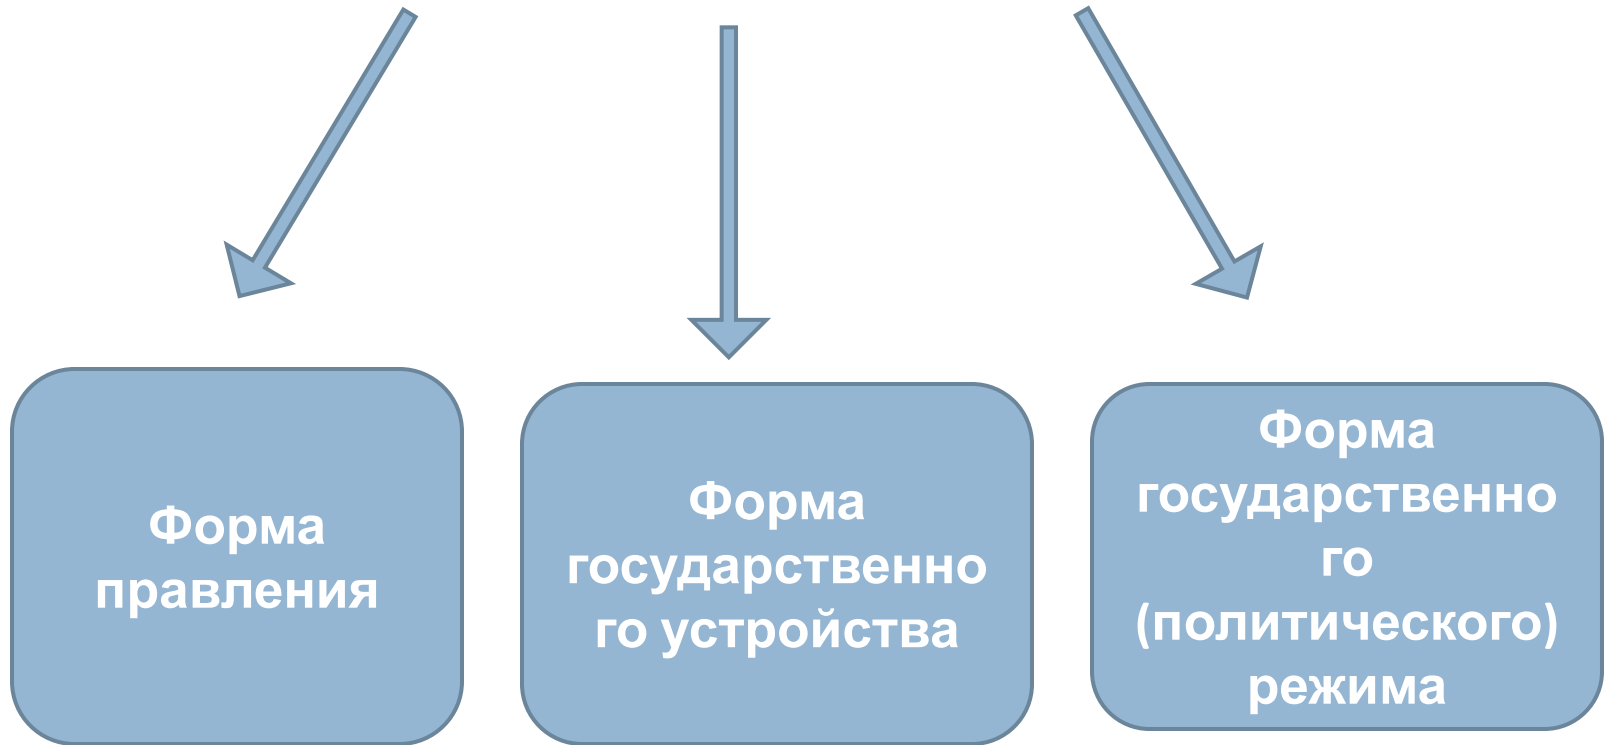 Форма
правления
Форма
государственно
го устройства
Форма
государственно
го
(политического)
режима